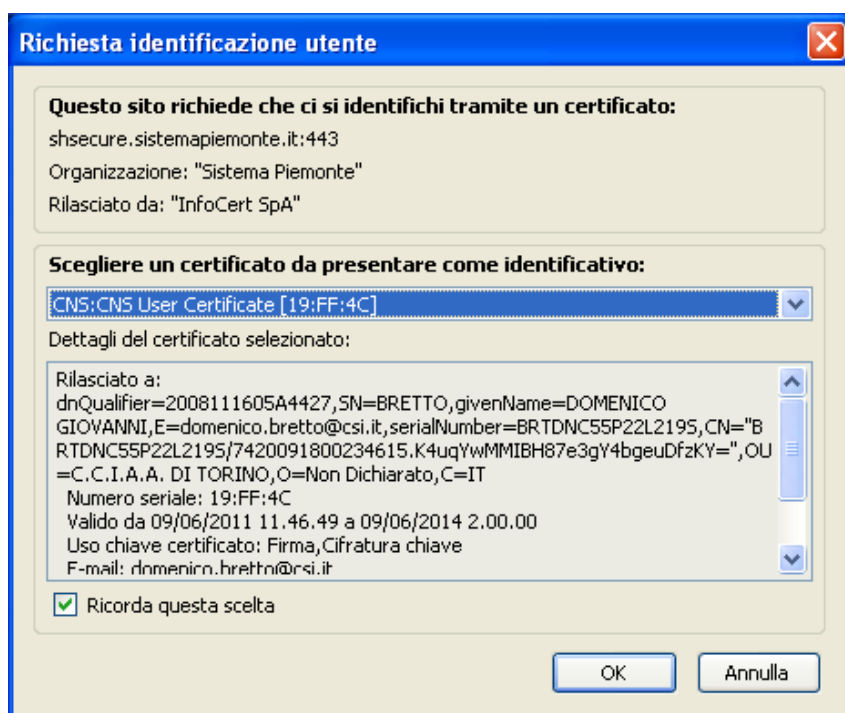 Richiesta identificazione utente
Questo sito richiede che ci si identifichi tramite un certificato:
shsecure.sistemapiemonte.it:443
Organizzazione: "Sistema Piemonte"
Rilasciato da: "InfoCert SpA"
Scegliere un certificato da presentare come identificativo:
CNS:CNS User Certificate [19:FF:4C]
Dettagli del certificato selezionato:
Rilasciato a:
dnQualifier=2008111605A4427,SN=BRETTO,givenName=DOMENICO
GIOVANNI,E=domenico.bretto@csi.it,serialNumber=BRTDNC55P22L219S,CN="B
RTDNC55P22L219S/7420091800234615.K4uqYwMMIBH87e3gY4bgeuDfzKY=",OU
=C.C.I.A.A. DI TORINO,O=Non Dichiarato,C=IT
Numero seriale: 19:FF:4C
Valido da 09/06/2011 11.46.49 a 09/06/2014 2.00.00
Uso chiave certificato: Firma,Cifratura chiave
E-mail: domenico.bretto@csi.it
Ricorda questa scelta
OK
Annulla